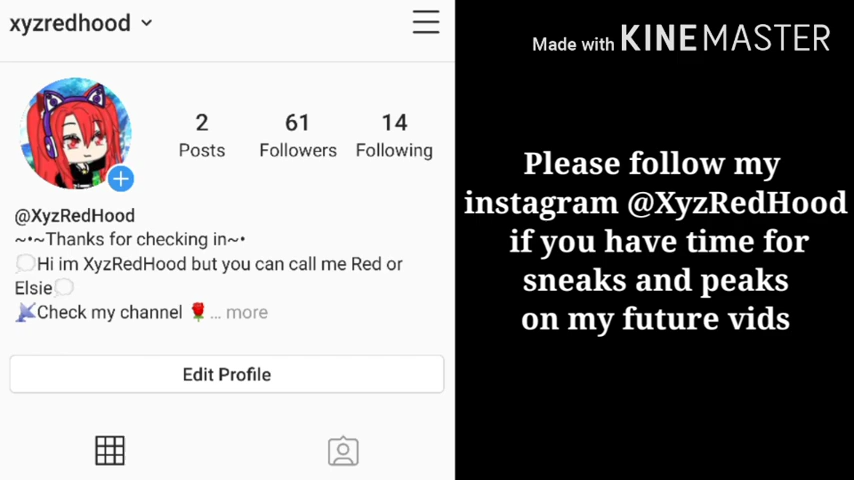 xyzredhood
2
Posts
61
Followers
14
Following
@XyzRedHood
~•~Thanks for checking in~•
💭Hi im XyzRedHood but you can call me Red or
Elsie💭
📡Check my channel 🌹... more
Edit Profile
Made with KINEMASTER
Please follow my
instagram @XyzRedHood
if you have time for
sneaks and peaks
on my future vids